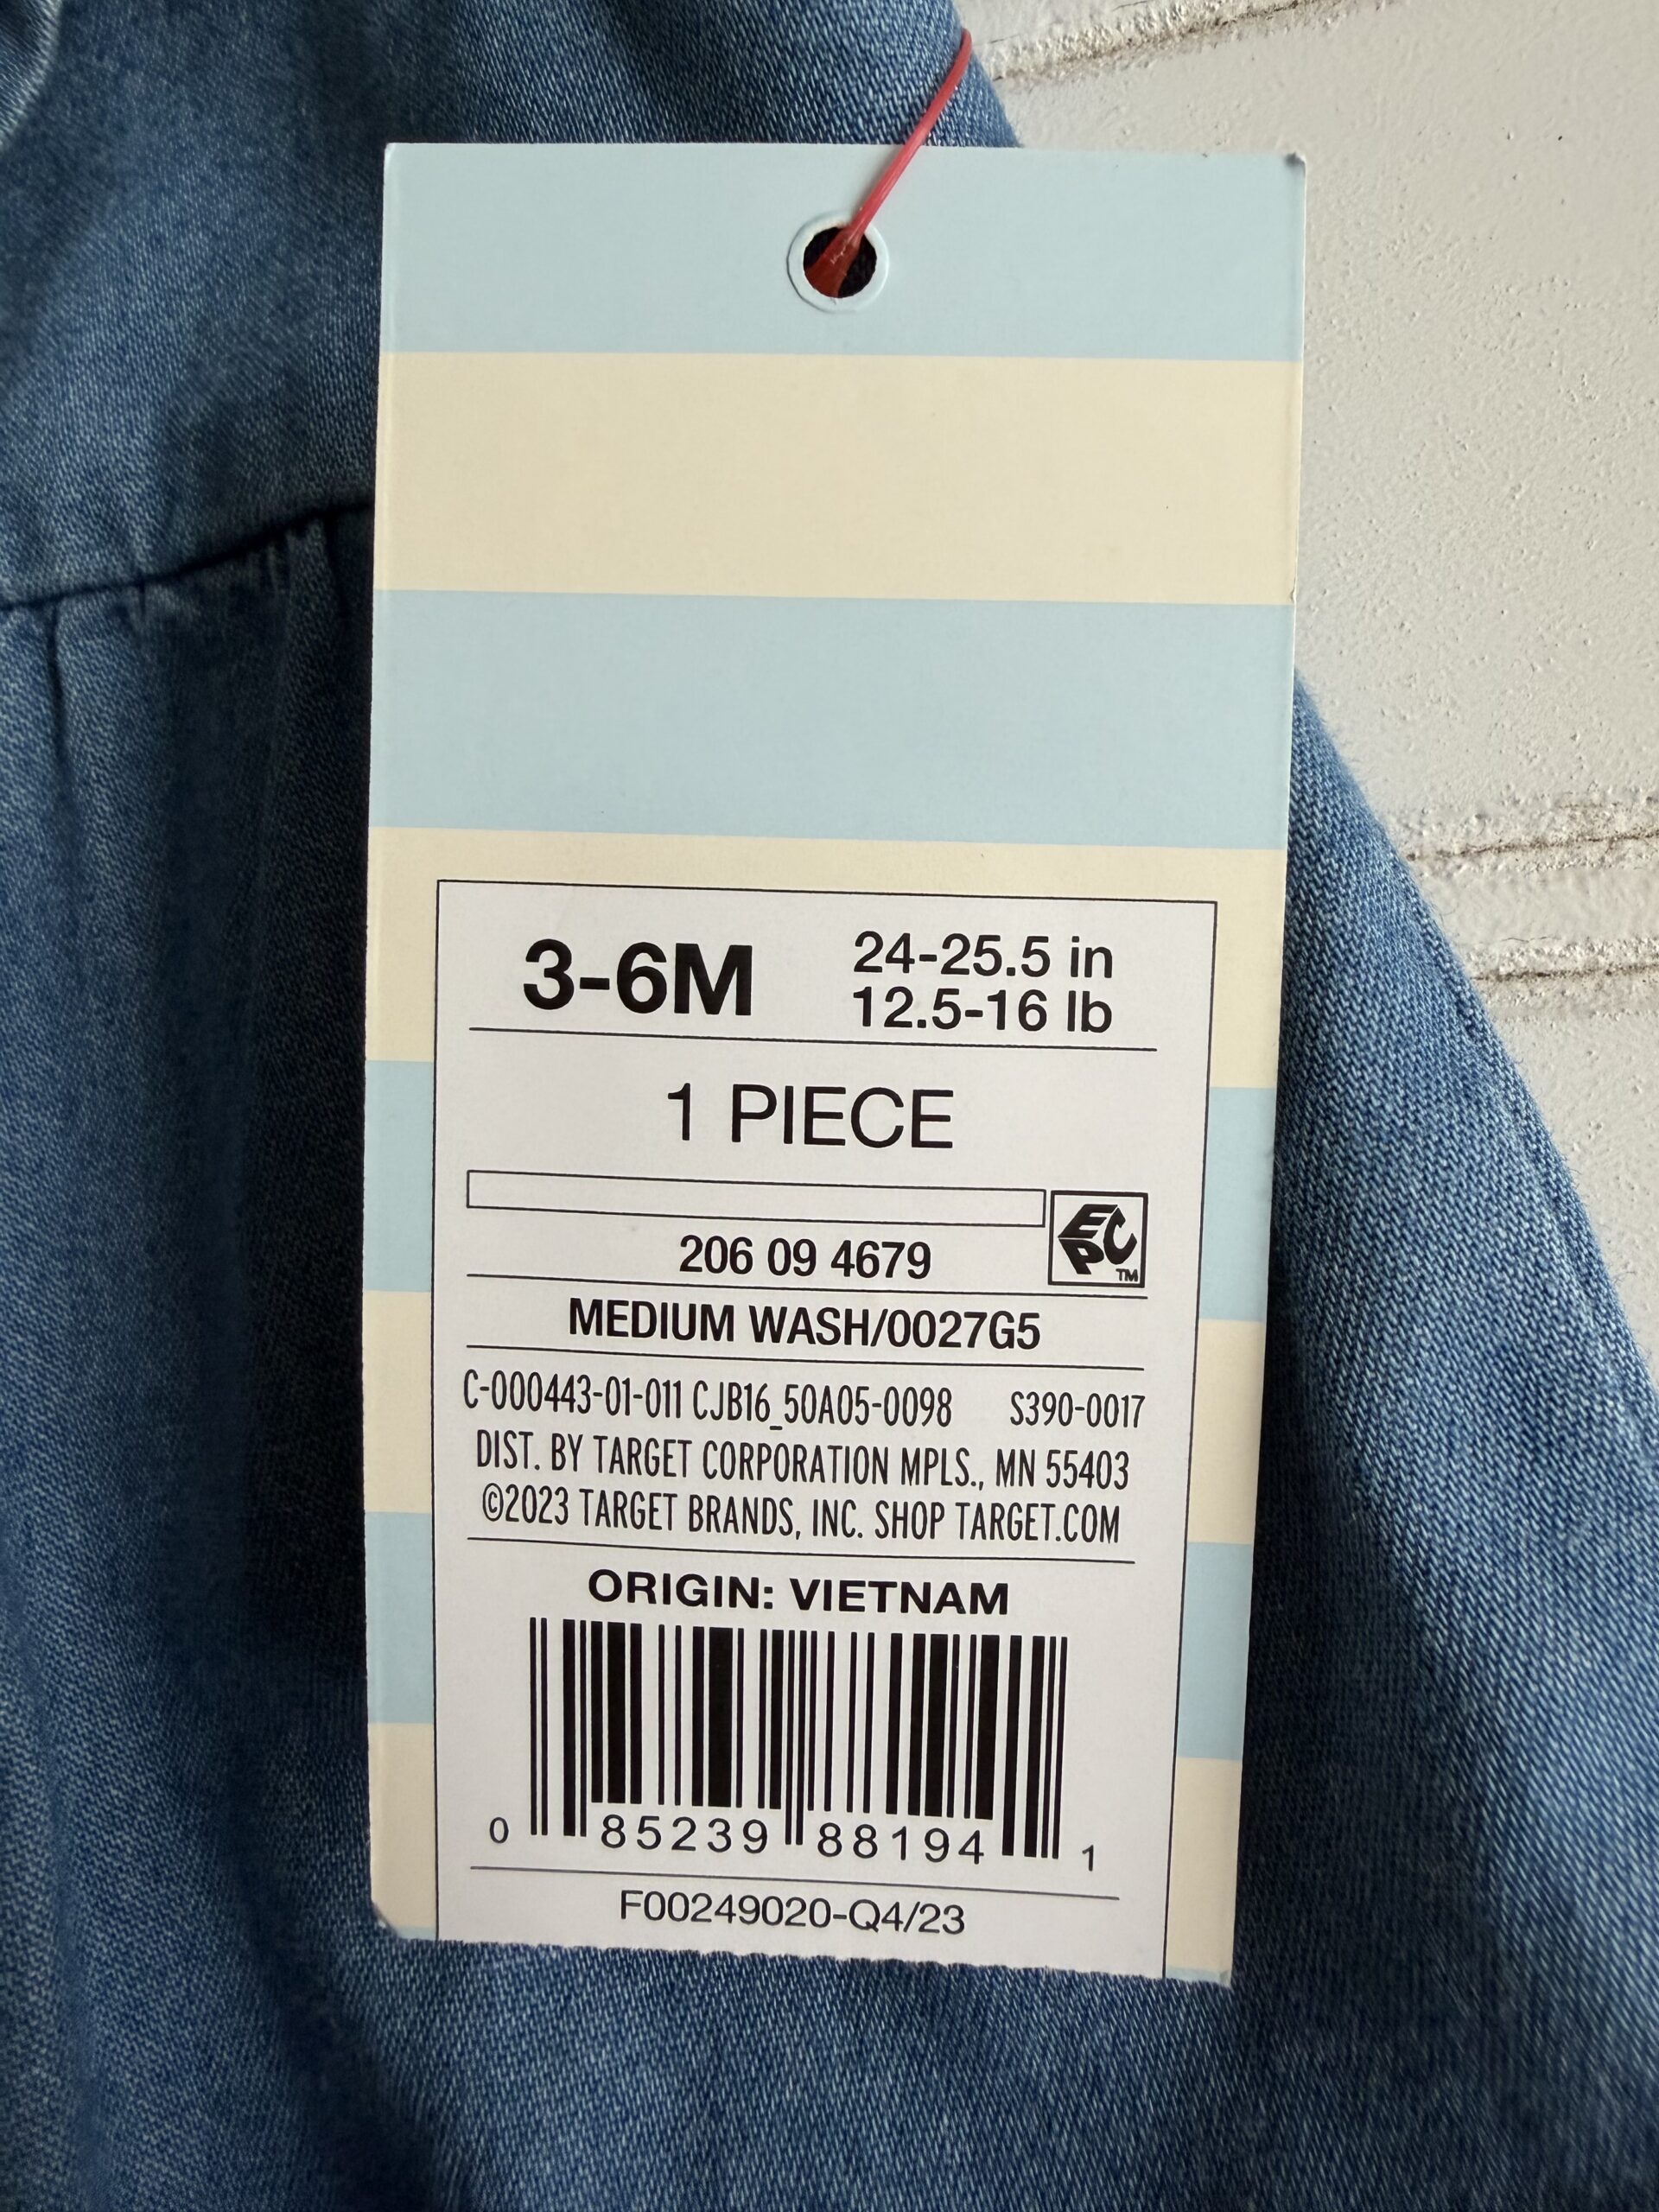 3-6M
24-25.5 in
12.5-16 lb
1 PIECE
206 09 4679
EPC
TM
MEDIUM WASH/0027G5
C-000443-01-011 CJB16_50A05-0098 S390-0017
DIST. BY TARGET CORPORATION MPLS., MN 55403
©2023 TARGET BRANDS, INC. SHOP TARGET.COM
ORIGIN: VIETNAM
0 85239 88194 1
F00249020-Q4/23